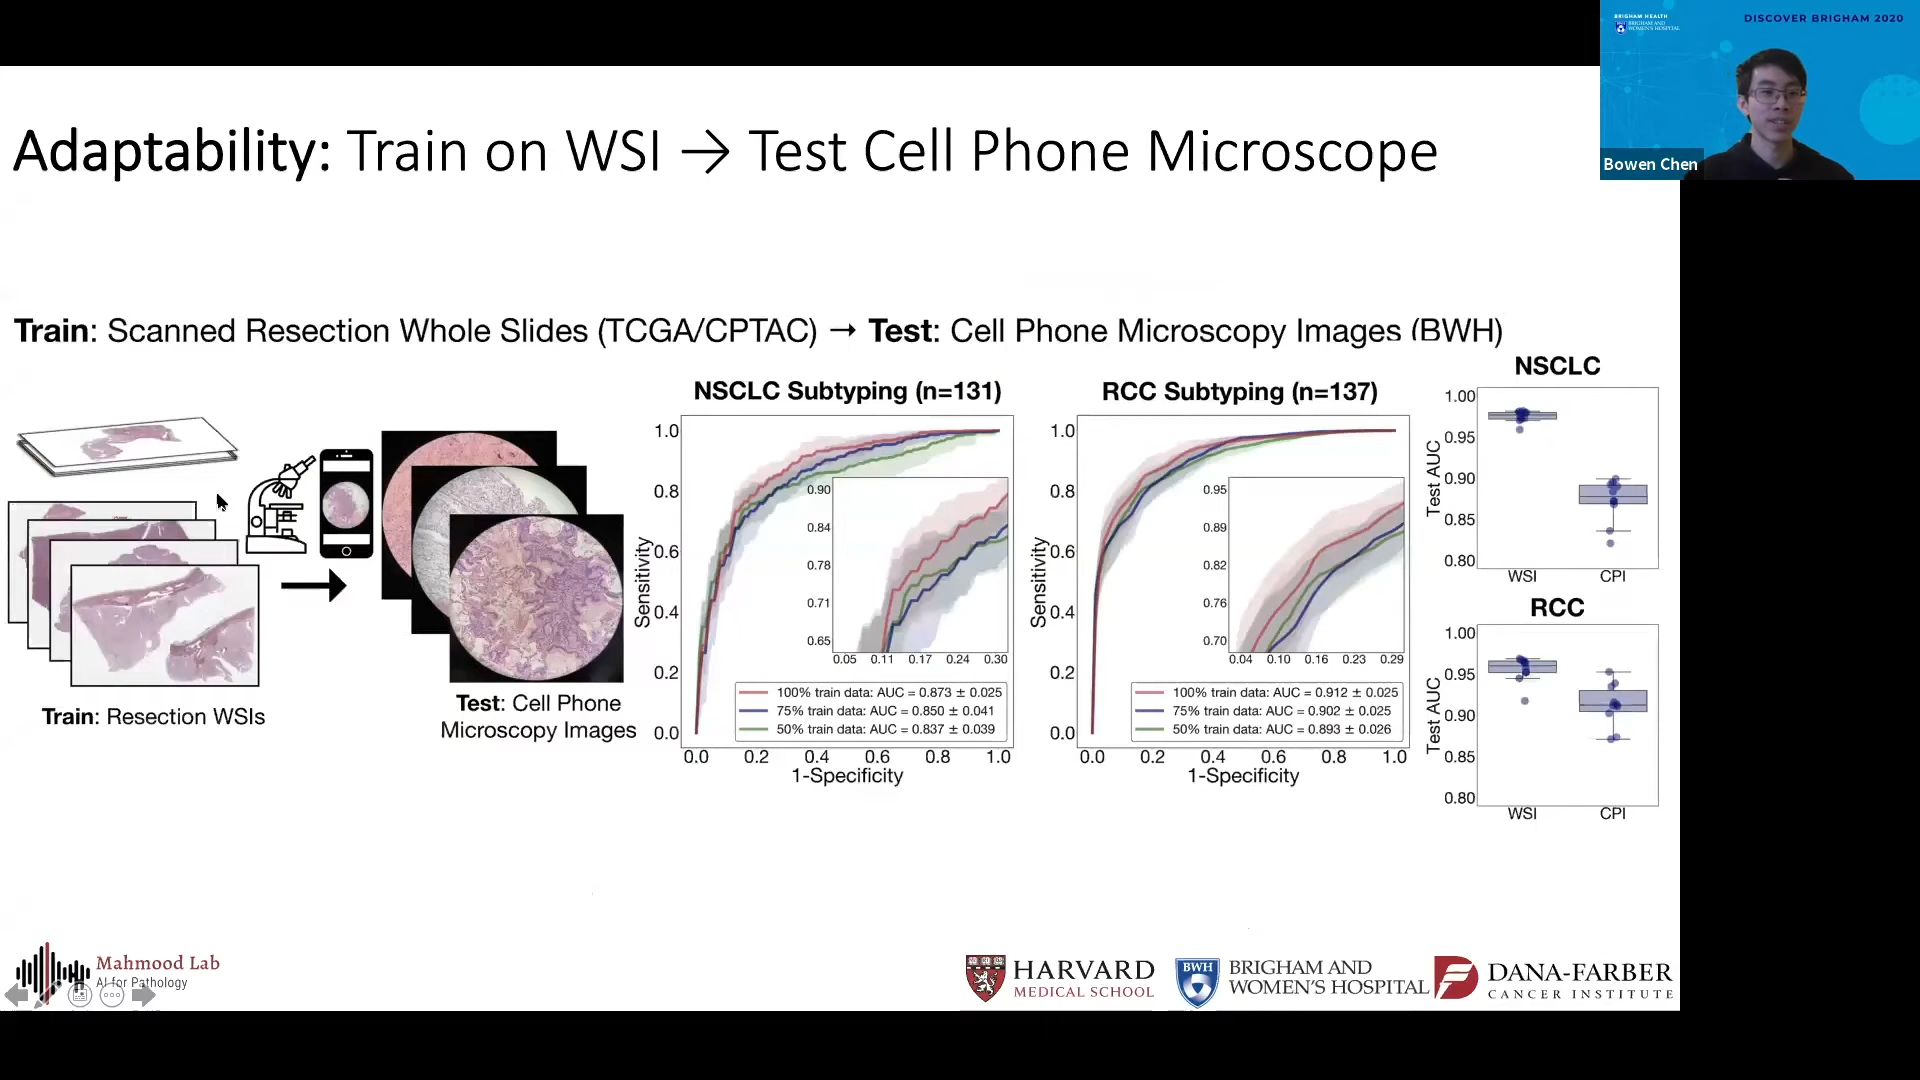 BRIGHAM HEALTH
BWH
BRIGHAM AND
WOMEN'S HOSPITAL
DISCOVER BRIGHAM 2020
Bowen Chen
Adaptability: Train on WSI → Test Cell Phone Microscope
Train: Scanned Resection Whole Slides (TCGA/CPTAC) → Test: Cell Phone Microscopy Images (BWH)
Train: Resection WSIs
Test: Cell Phone
Microscopy Images
NSCLC Subtyping (n=131)
Sensitivity
1.0
0.8
0.6
0.4
0.2
0.0
0.90
0.84
0.78
0.71
0.65
0.05 0.11 0.17 0.24 0.30
100% train data: AUC = 0.873 ± 0.025
75% train data: AUC = 0.850 ± 0.041
50% train data: AUC = 0.837 ± 0.039
0.0 0.2 0.4 0.6 0.8 1.0
1-Specificity
RCC Subtyping (n=137)
Sensitivity
1.0
0.8
0.6
0.4
0.2
0.0
0.95
0.89
0.82
0.76
0.70
0.04 0.10 0.16 0.23 0.29
100% train data: AUC = 0.912 ± 0.025
75% train data: AUC = 0.902 ± 0.025
50% train data: AUC = 0.893 ± 0.026
0.0 0.2 0.4 0.6 0.8 1.0
1-Specificity
NSCLC
Test AUC
1.00
0.95
0.90
0.85
0.80
WSI CPI
RCC
Test AUC
1.00
0.95
0.90
0.85
0.80
WSI CPI
Mahmood Lab
AI for Pathology
HARVARD
MEDICAL SCHOOL
BWH
BRIGHAM AND
WOMEN'S HOSPITAL
DANA-FARBER
CANCER INSTITUTE